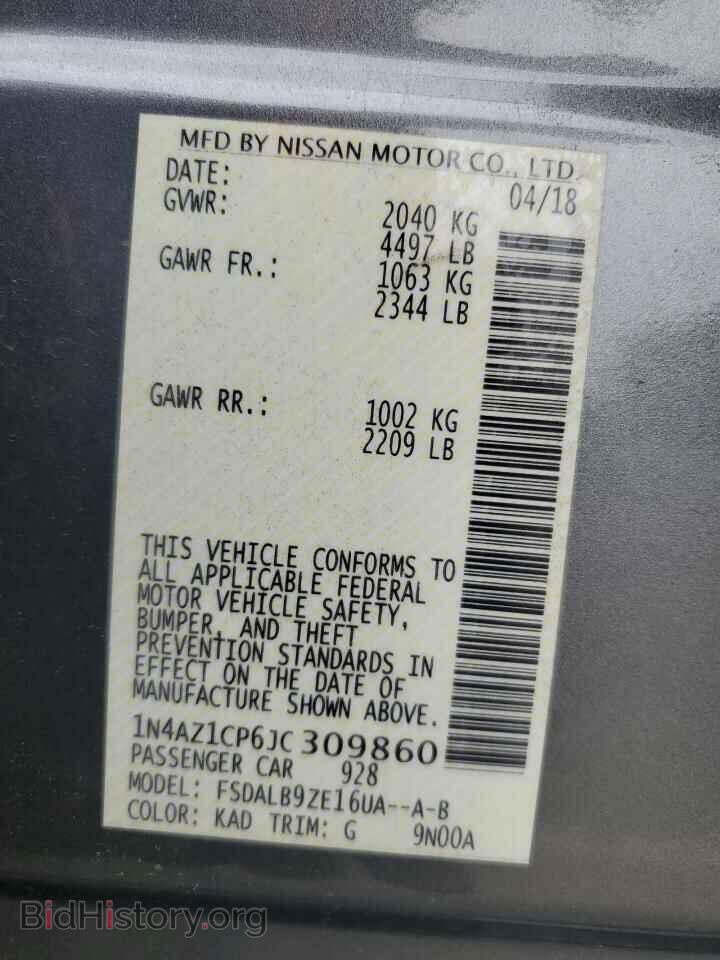 MFD BY NISSAN MOTOR CO., LTD.
DATE: 04/18
GVWR: 2040 KG
4497 LB
GAWR FR.: 1063 KG
2344 LB
GAWR RR.: 1002 KG
2209 LB
THIS VEHICLE CONFORMS TO
ALL APPLICABLE FEDERAL
MOTOR VEHICLE SAFETY,
BUMPER, AND THEFT
PREVENTION STANDARDS IN
EFFECT ON THE DATE OF
MANUFACTURE SHOWN ABOVE.
1N4AZ1CP6JC309860
PASSENGER CAR 928
MODEL: FSDALB9ZE16UA--A-B
COLOR: KAD TRIM: G 9N00A
BidHistory.org